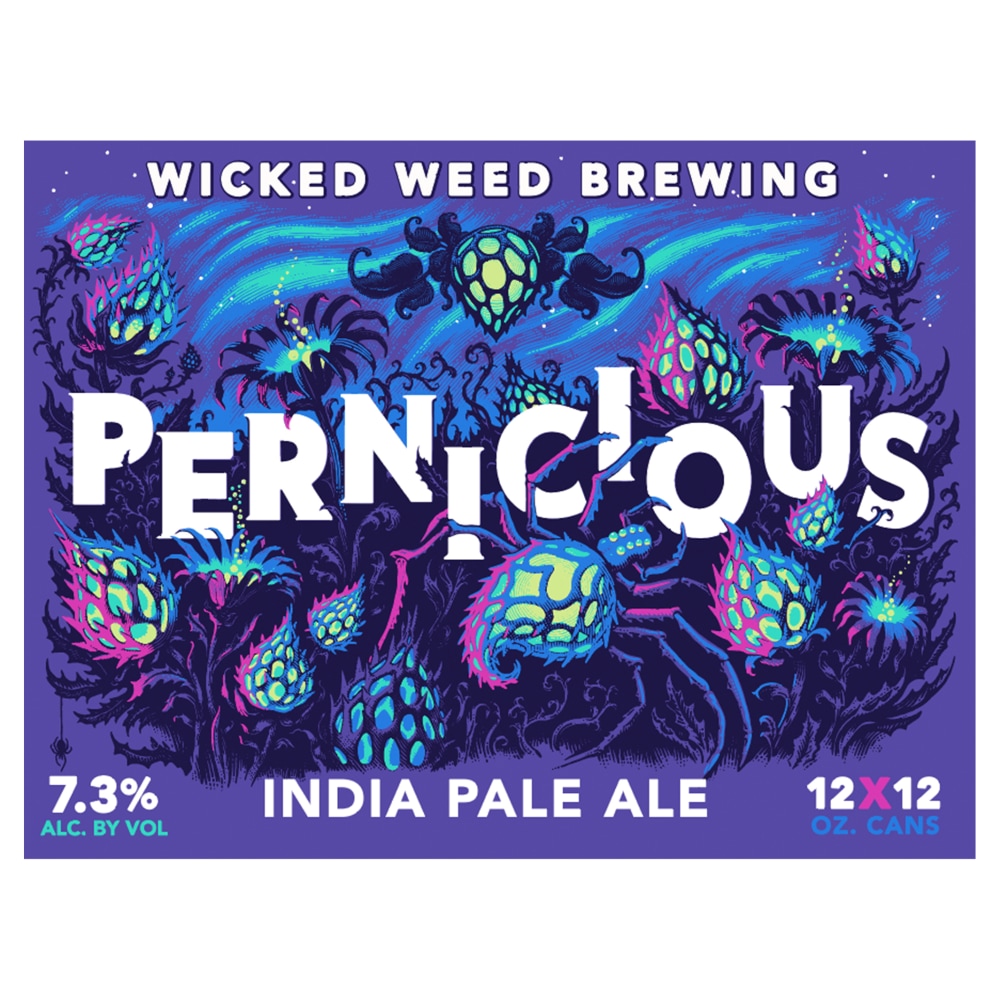 WICKED WEED BREWING
PERNICIOUS
INDIA PALE ALE
7.3%
ALC. BY VOL
12X12
OZ. CANS